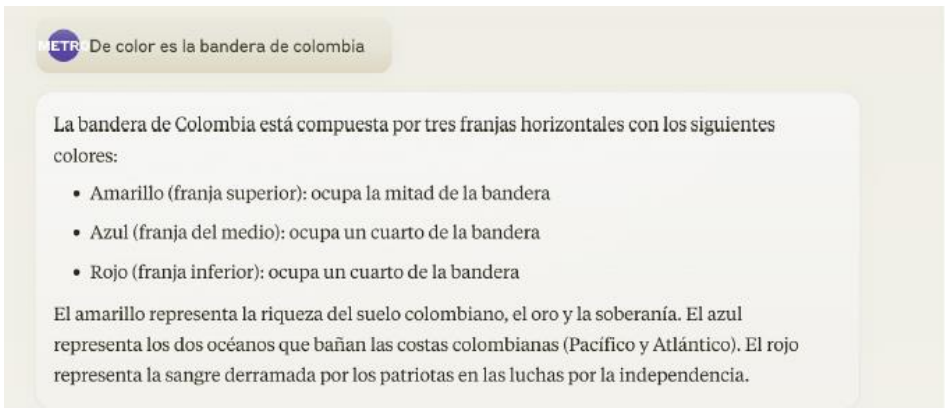 METR De color es la bandera de colombia
La bandera de Colombia está compuesta por tres franjas horizontales con los siguientes
colores:
• Amarillo (franja superior): ocupa la mitad de la bandera
• Azul (franja del medio): ocupa un cuarto de la bandera
• Rojo (franja inferior): ocupa un cuarto de la bandera
El amarillo representa la riqueza del suelo colombiano, el oro y la soberanía. El azul
representa los dos océanos que bañan las costas colombianas (Pacífico y Atlántico). El rojo
representa la sangre derramada por los patriotas en las luchas por la independencia.